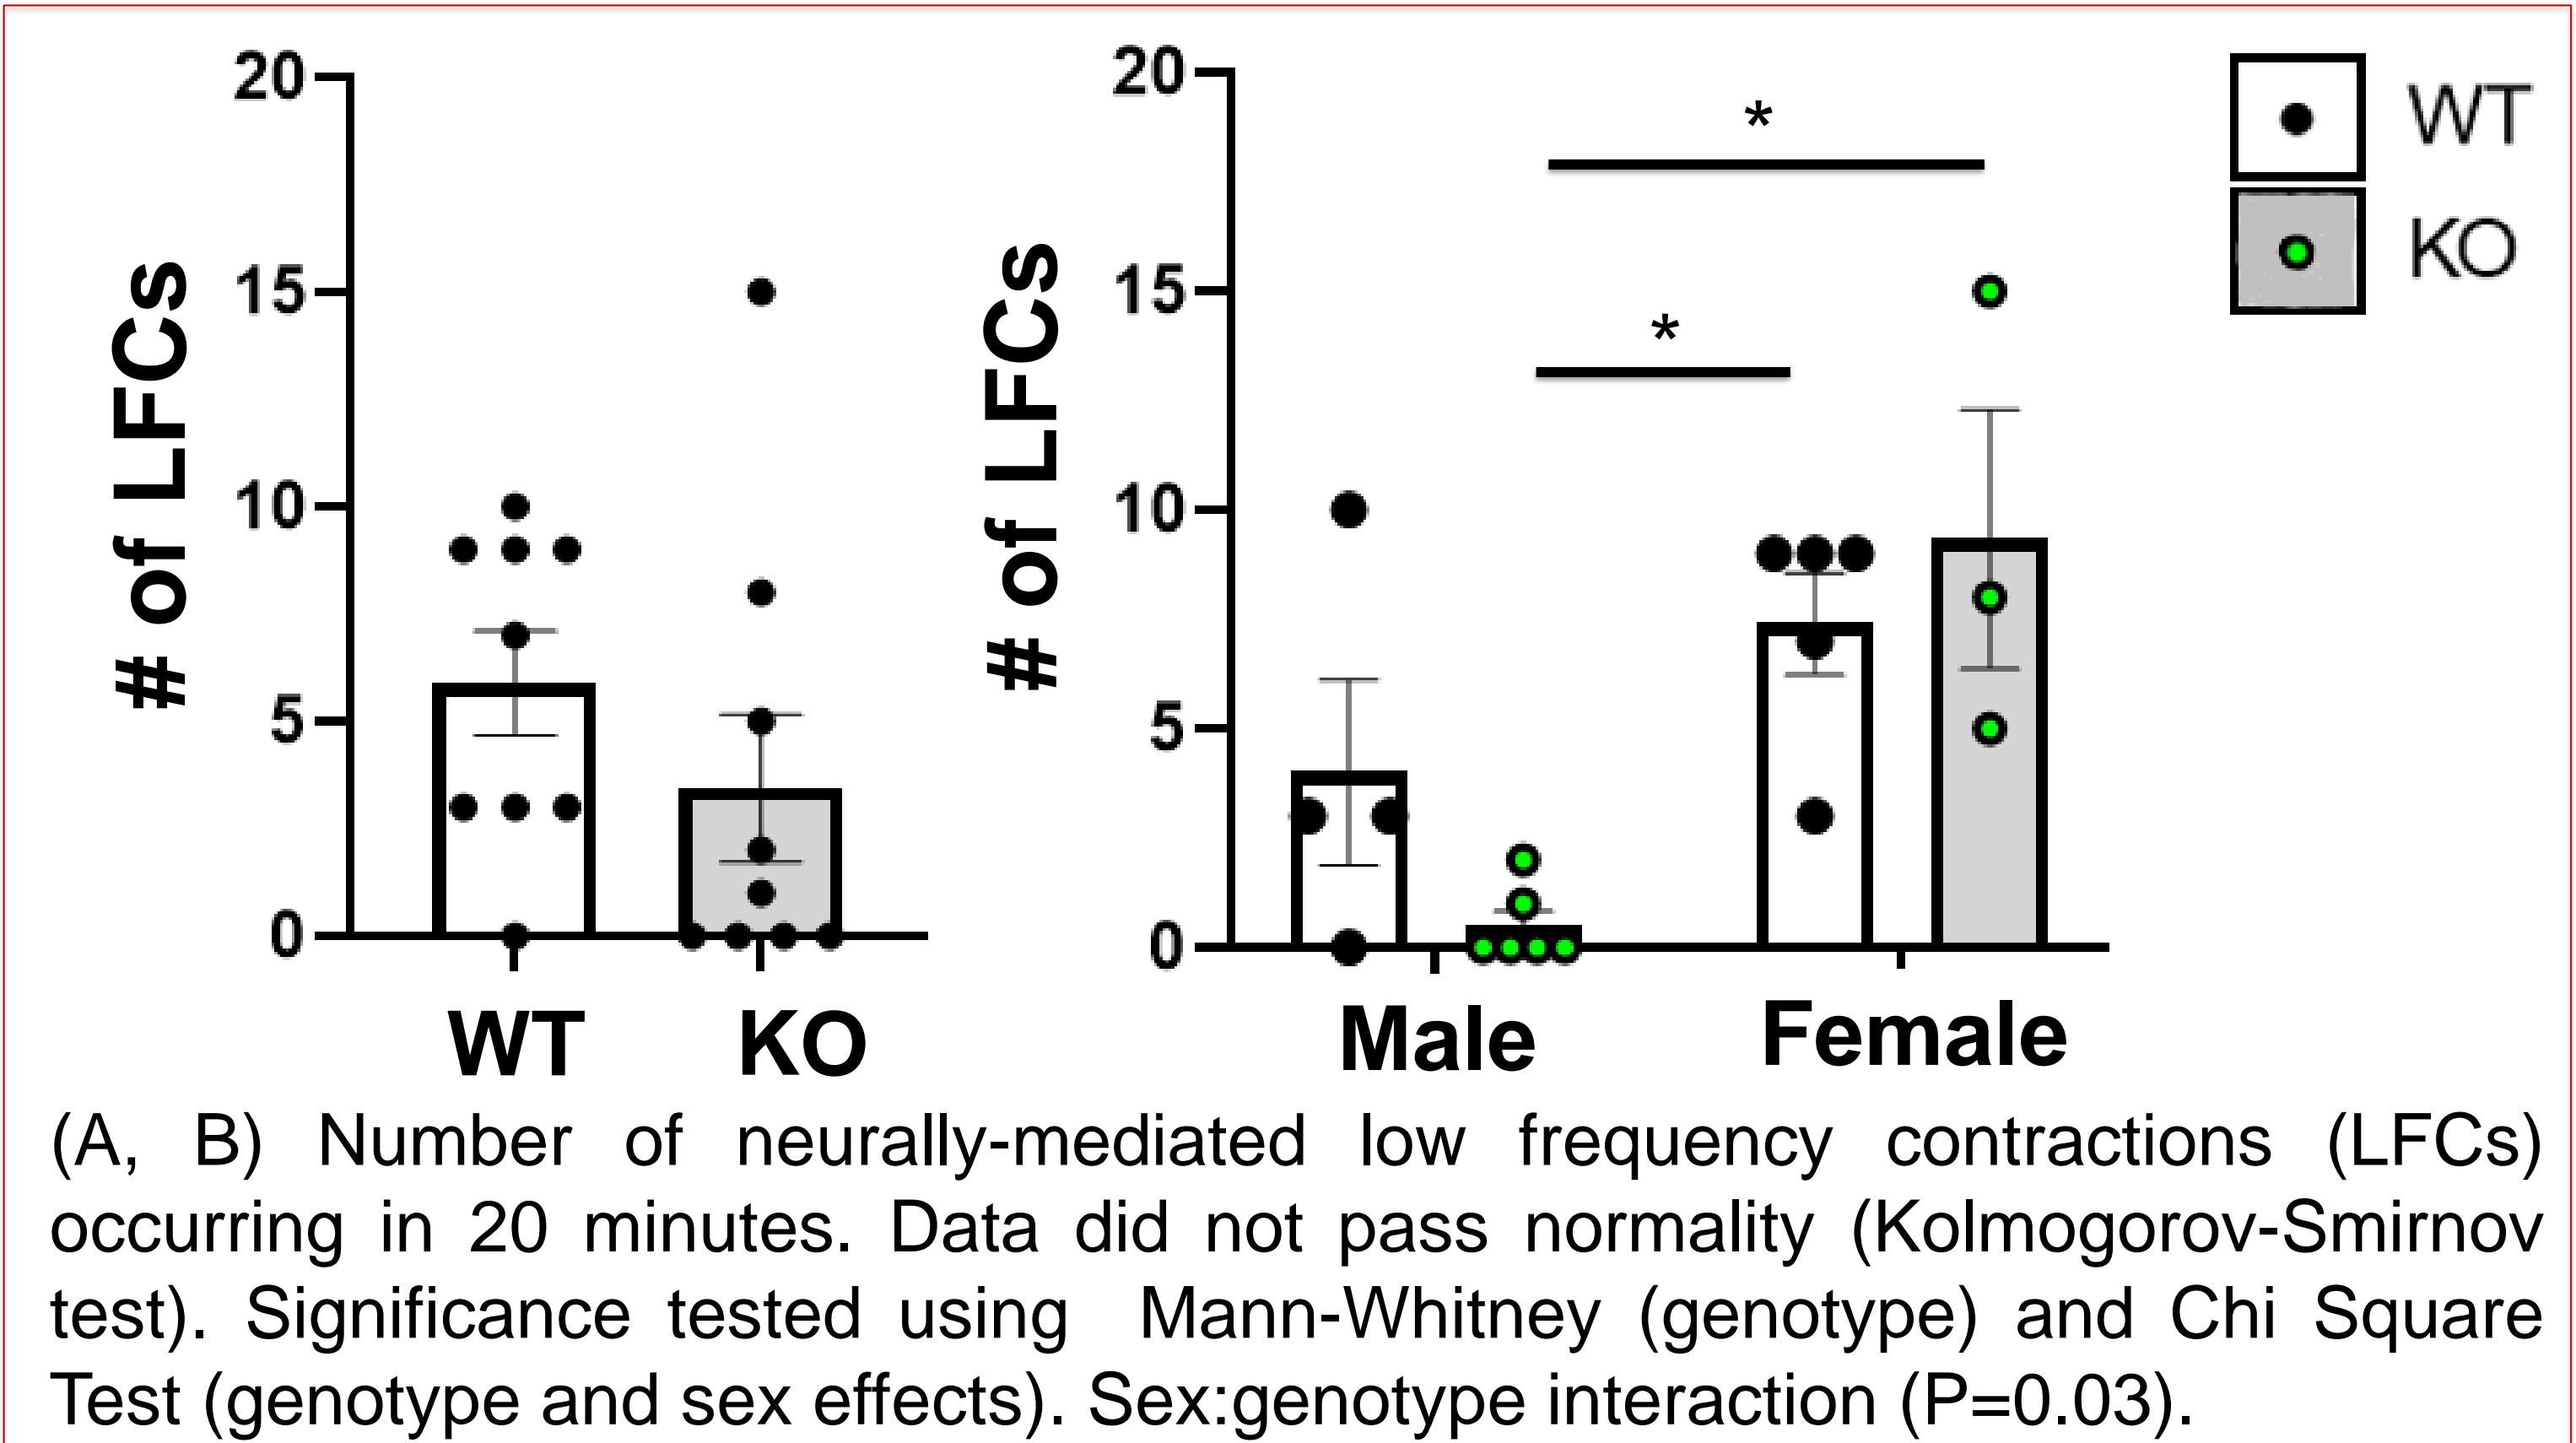 20
15
10
5
0
# of LFCs
WT KO
20
15
10
5
0
# of LFCs
*
*
Male Female
WT
KO
(A, B) Number of neurally-mediated low frequency contractions (LFCs)
occurring in 20 minutes. Data did not pass normality (Kolmogorov-Smirnov
test). Significance tested using Mann-Whitney (genotype) and Chi Square
Test (genotype and sex effects). Sex:genotype interaction (P=0.03).